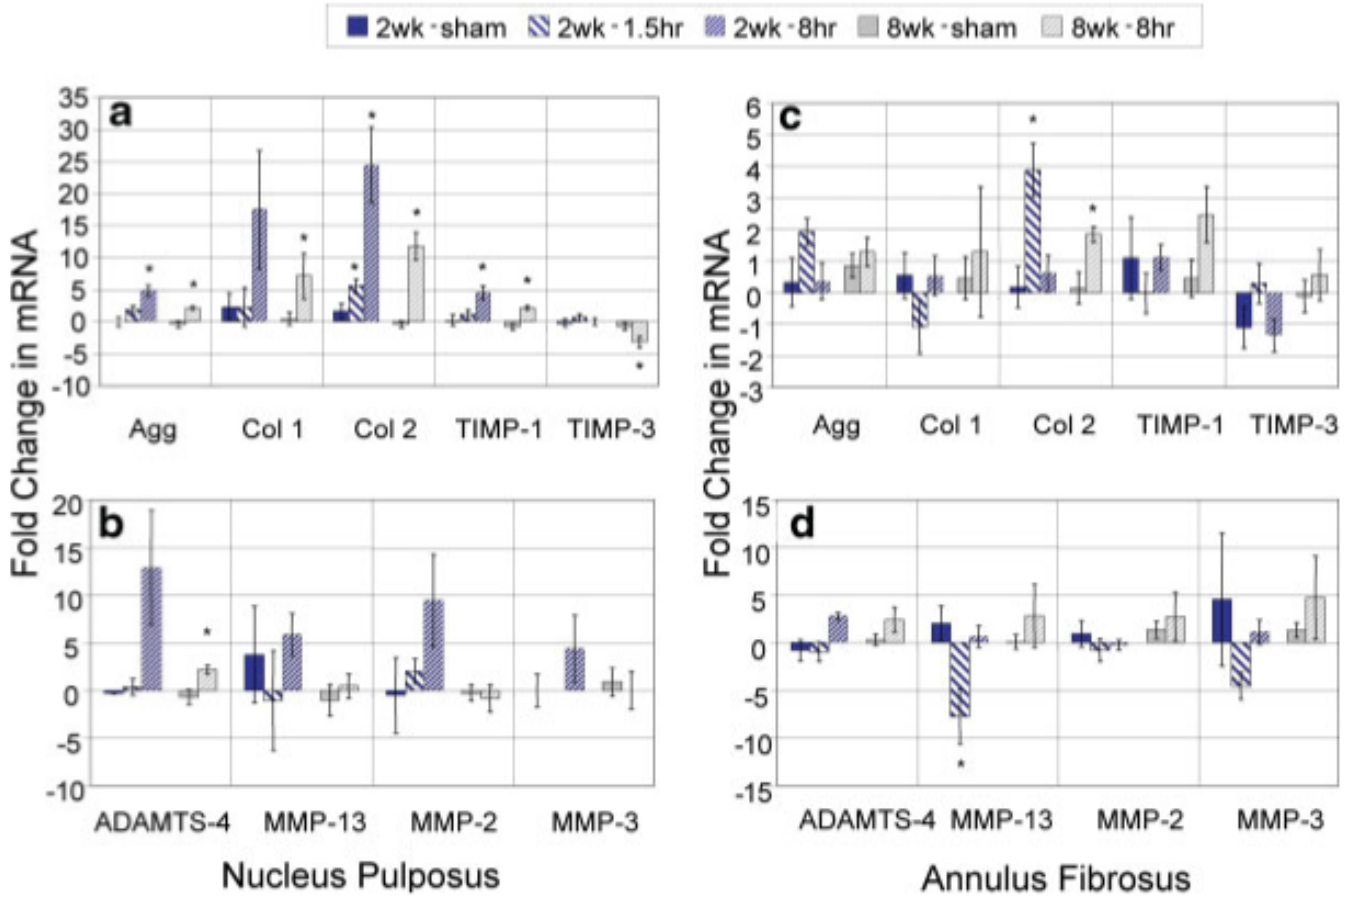 2wk - sham 2wk - 1.5hr 2wk - 8hr 8wk - sham 8wk - 8hr
Fold Change in mRNA
a
35
30
25
20
15
10
5
0
-5
-10
* * * * * * * * * *
Agg Col 1 Col 2 TIMP-1 TIMP-3
b
20
15
10
5
0
-5
-10
*
ADAMTS-4 MMP-13 MMP-2 MMP-3
Nucleus Pulposus
Fold Change in mRNA
c
6
5
4
3
2
1
0
-1
-2
-3
* *
Agg Col 1 Col 2 TIMP-1 TIMP-3
d
15
10
5
0
-5
-10
-15
*
ADAMTS-4 MMP-13 MMP-2 MMP-3
Annulus Fibrosus